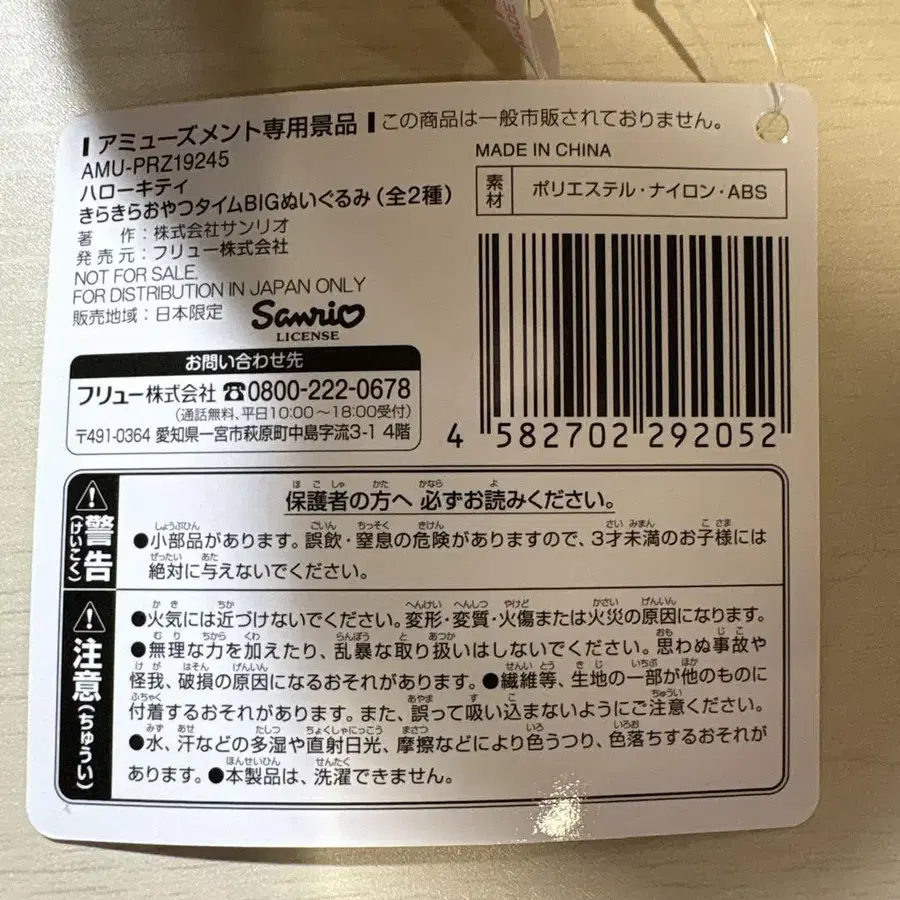 アミューズメント専用景品 この商品は一般市販されておりません。
AMU-PRZ19245
ハローキティ
きらきらおやつタイムBIGぬいぐるみ(全2種)
著 作:株式会社サンリオ
発 売 元:フリュー株式会社
NOT FOR SALE.
FOR DISTRIBUTION IN JAPAN ONLY
販売地域:日本限定
Sanrio
LICENSE
MADE IN CHINA
素材 ポリエステル・ナイロン・ABS
4 582702 292052
お問い合わせ先
フリュー株式会社 ☎0800-222-0678
(通話無料、平日10:00~18:00受付)
〒491-0364 愛知県一宮市萩原町中島字流3-1 4階
警告(けいこく)
保護者の方へ 必ずお読みください。
●小部品があります。誤飲・窒息の危険がありますので、3才未満のお子様には
絶対に与えないでください。
注意(ちゅうい)
●火気には近づけないでください。変形・変質・火傷または火災の原因になります。
●無理な力を加えたり、乱暴な取り扱いはしないでください。思わぬ事故や
怪我、破損の原因になるおそれがあります。●繊維等、生地の一部が他のものに
付着するおそれがあります。また、誤って吸い込まないようにご注意ください。
●水、汗などの多湿や直射日光、摩擦などにより色うつり、色落ちするおそれが
あります。●本製品は、洗濯できません。